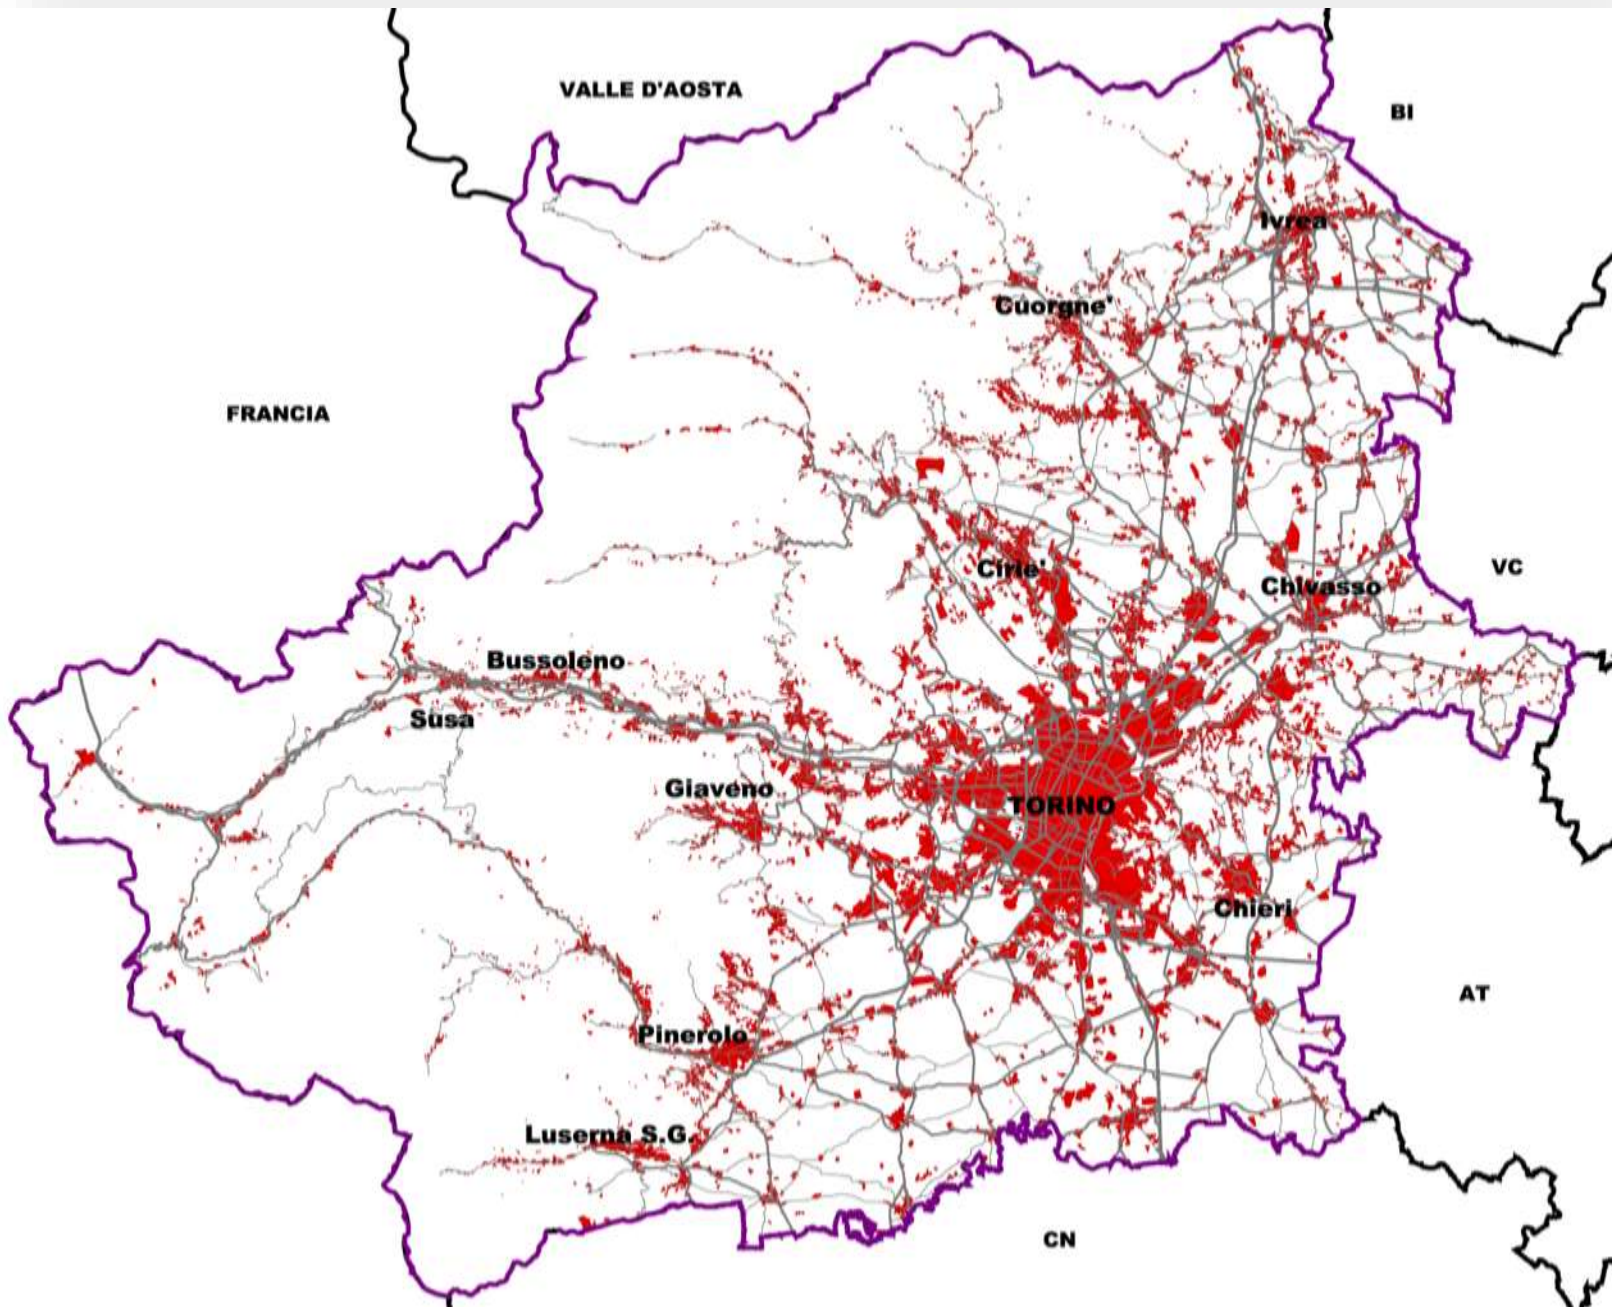 VALLE D'AOSTA
BI
Ivrea
Cuorgne'
FRANCIA
VC
Cirie'
Chivasso
Bussoleno
Susa
Giaveno
TORINO
Chieri
AT
Pinerolo
Luserna S.G.
CN